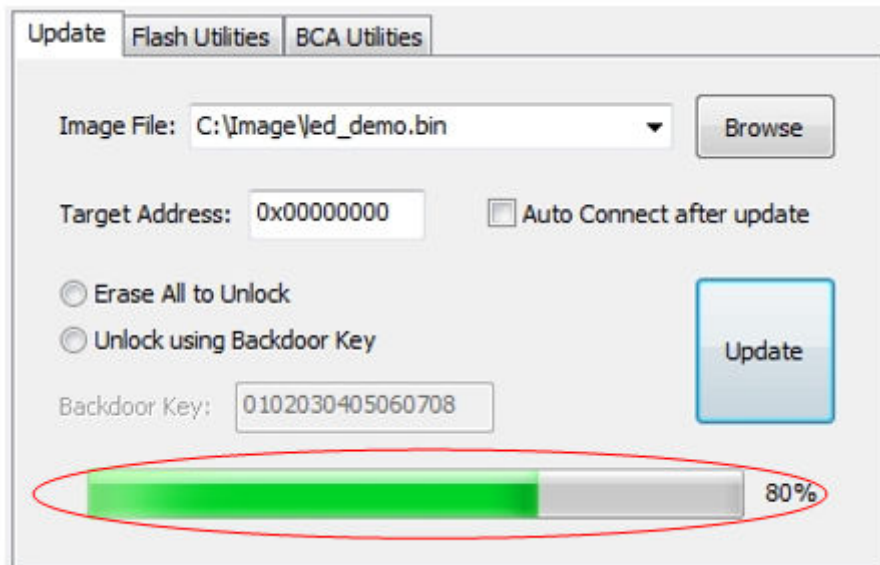 Update Flash Utilities BCA Utilities
Image File: C:\Image\led_demo.bin Browse
Target Address: 0x00000000 Auto Connect after update
Erase All to Unlock
Unlock using Backdoor Key
Update
Backdoor Key: 0102030405060708
80%